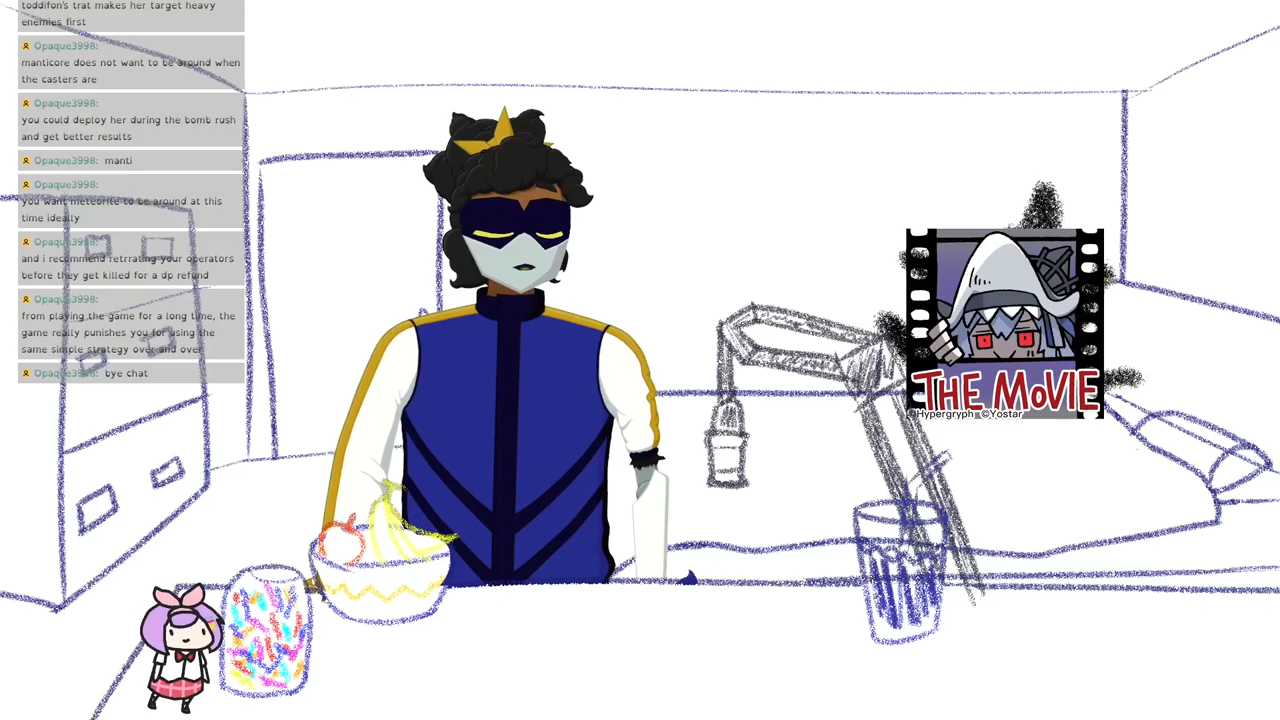 toddifon's trat makes her target heavy
enemies first
Opaque3998:
manticore does not want to be around when
the casters are
Opaque3998:
you could deploy her during the bomb rush
and get better results
Opaque3998: manti
Opaque3998:
you want meteorite to be around at this
time ideally
Opaque3998:
and i recommend retrrating your operators
before they get killed for a dp refund
Opaque3998:
from playing the game for a long time, the
game really punishes you for using the
same simple strategy over and over
Opaque3998: bye chat
THE MOVIE
©Hypergryph ©Yostar